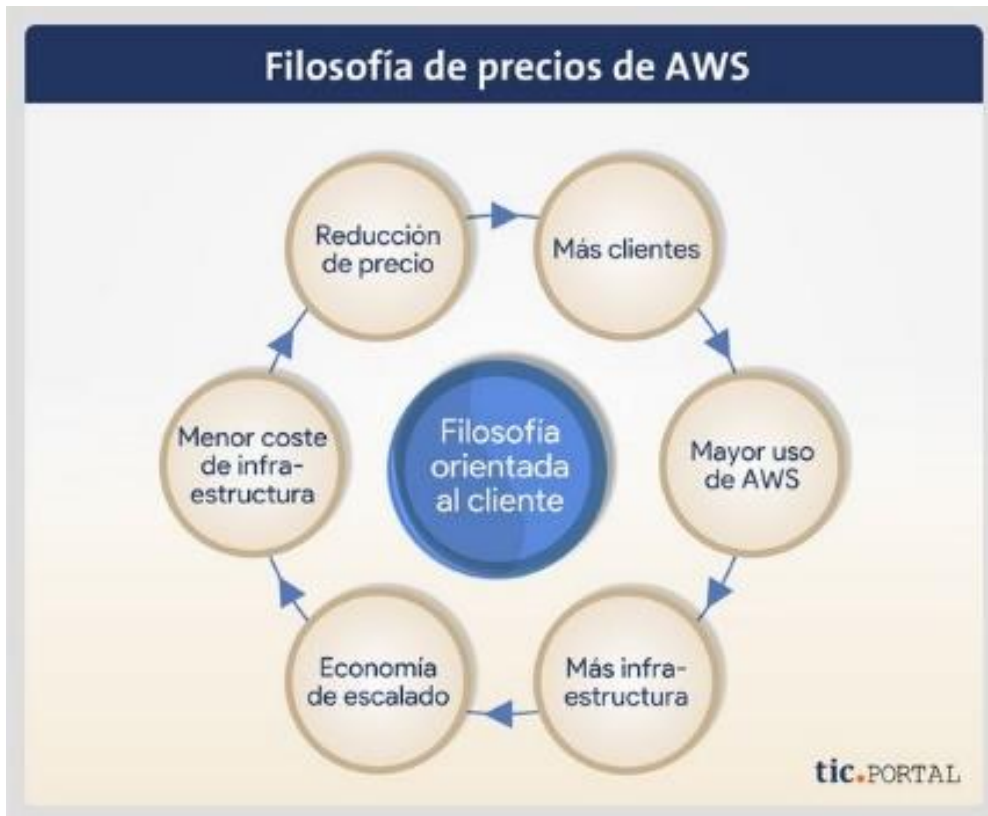 Filosofía de precios de AWS
Reducción
de precio
Más clientes
Mayor uso
de AWS
Más infra-
estructura
Economía
de escalado
Menor coste
de infra-
estructura
Filosofía
orientada
al cliente
tic.PORTAL